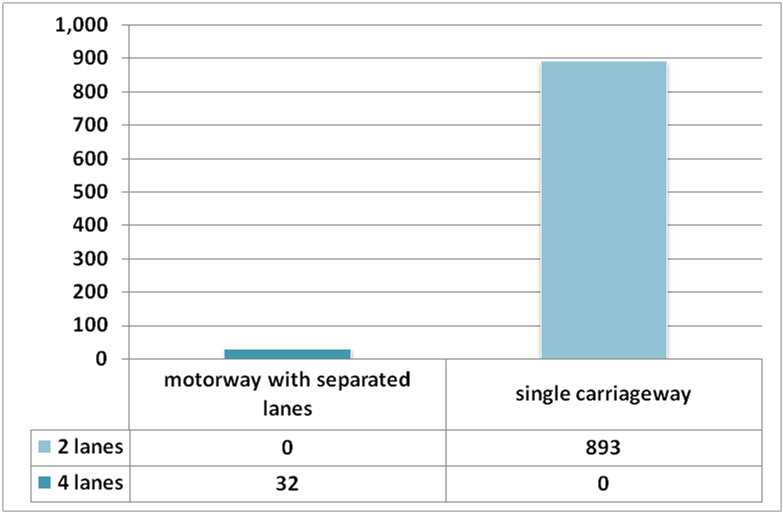 1,000
900
800
700
600
500
400
300
200
100
0
motorway with separated
lanes
single carriageway
2 lanes 0 893
4 lanes 32 0